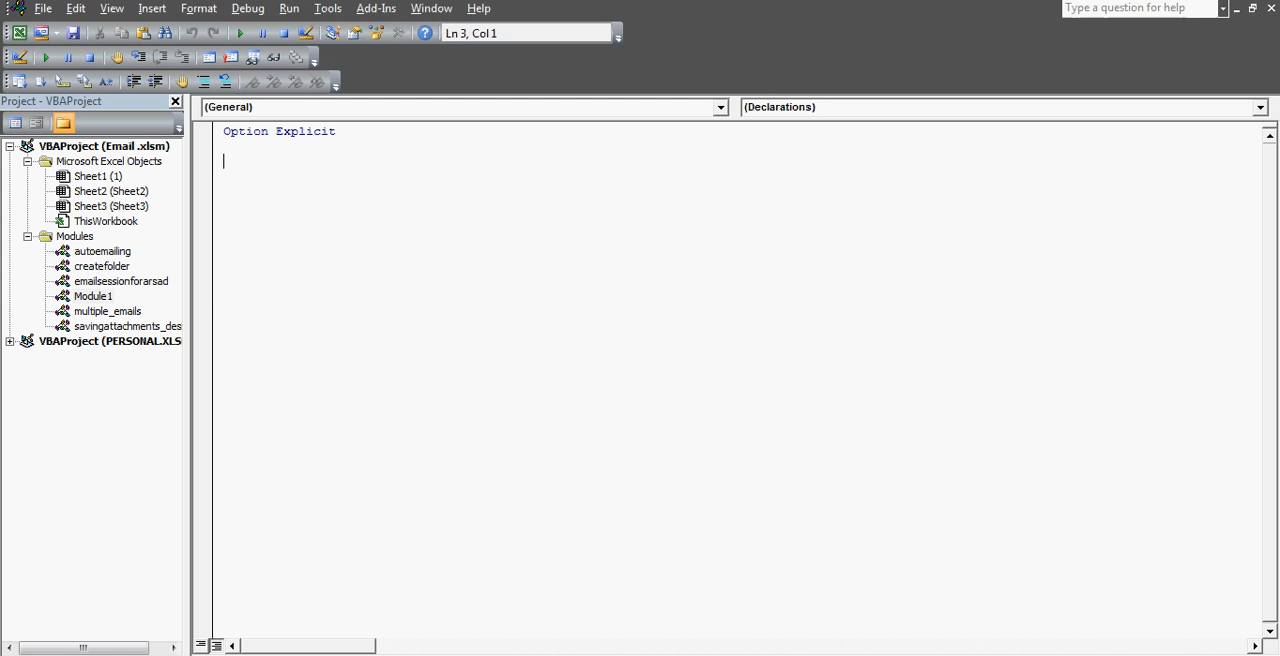 File Edit View Insert Format Debug Run Tools Add-Ins Window Help Type a question for help
Ln 3, Col 1
Project - VBAProject
(General) (Declarations)
Option Explicit
VBAProject (Email .xlsm)
Microsoft Excel Objects
Sheet1 (1)
Sheet2 (Sheet2)
Sheet3 (Sheet3)
ThisWorkbook
Modules
autoemailing
createfolder
emailsessionforarsad
Module1
multiple_emails
savingattachments_des
VBAProject (PERSONAL.XLS